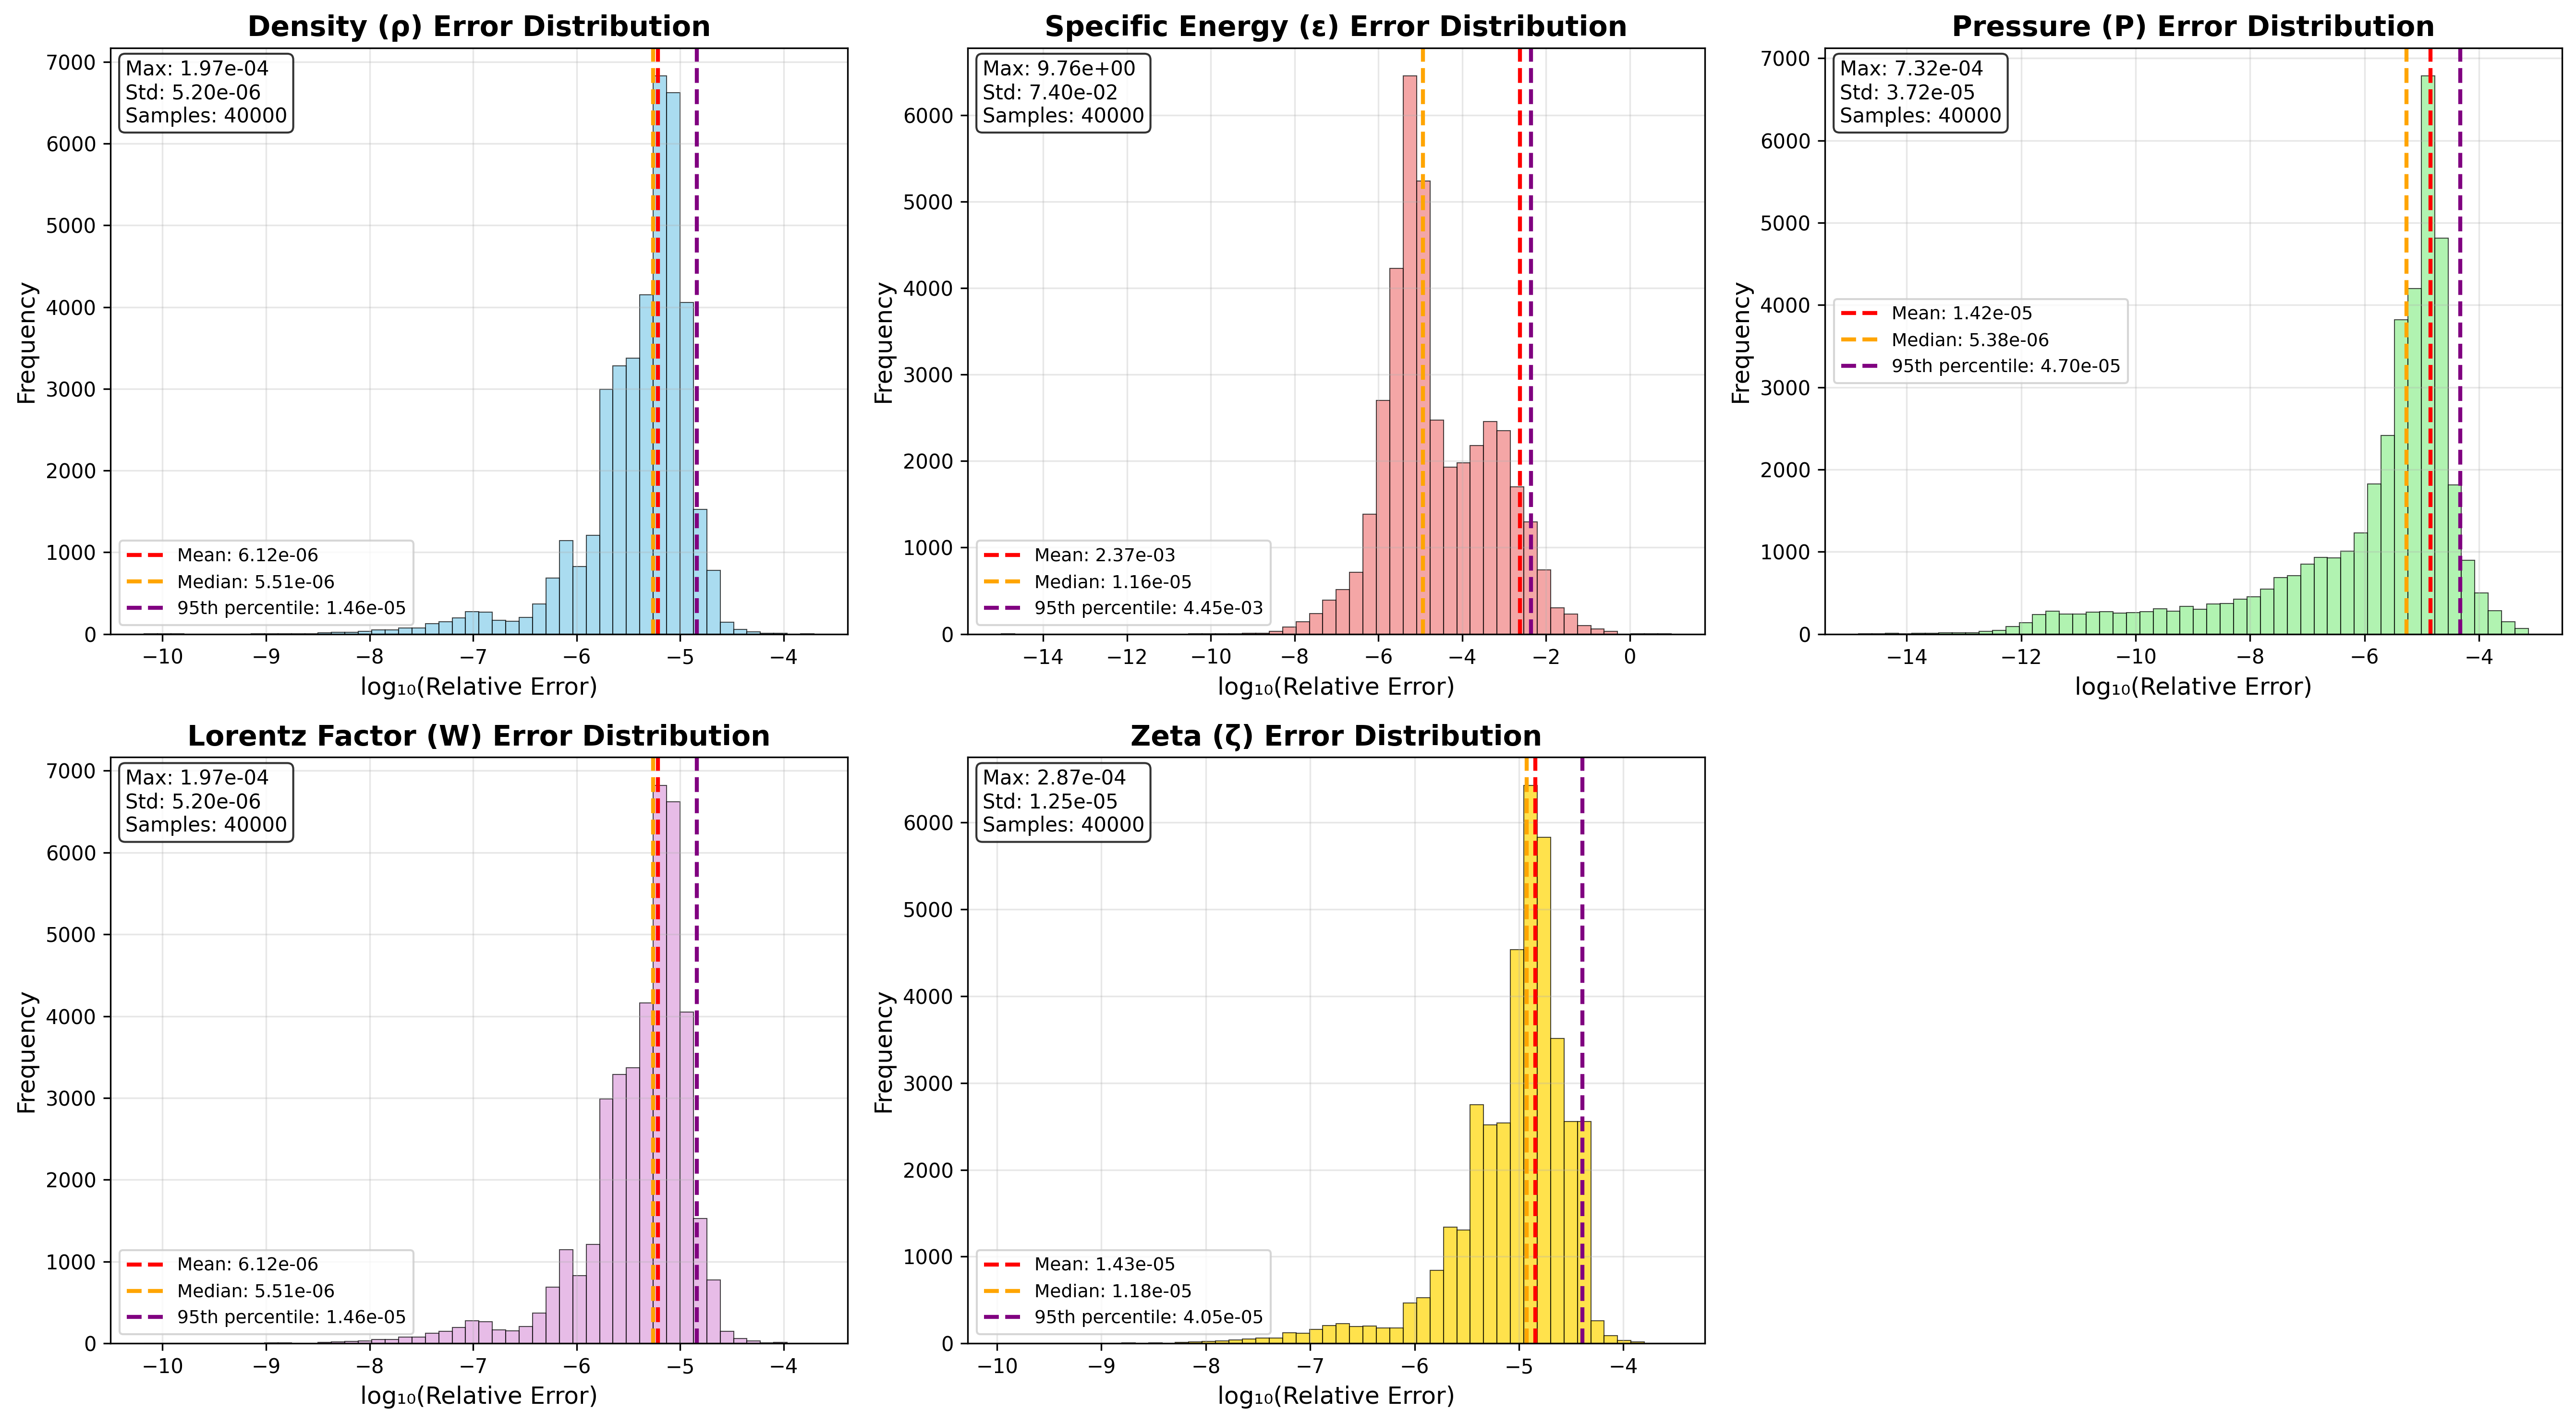 Density (ρ) Error Distribution
Max: 1.97e-04
Std: 5.20e-06
Samples: 40000
Frequency
7000
6000
5000
4000
3000
2000
1000
0
Mean: 6.12e-06
Median: 5.51e-06
95th percentile: 1.46e-05
−10 −9 −8 −7 −6 −5 −4
log₁₀(Relative Error)
Specific Energy (ε) Error Distribution
Max: 9.76e+00
Std: 7.40e-02
Samples: 40000
Frequency
6000
5000
4000
3000
2000
1000
0
Mean: 2.37e-03
Median: 1.16e-05
95th percentile: 4.45e-03
−14 −12 −10 −8 −6 −4 −2 0
log₁₀(Relative Error)
Pressure (P) Error Distribution
Max: 7.32e-04
Std: 3.72e-05
Samples: 40000
Frequency
7000
6000
5000
4000
3000
2000
1000
0
Mean: 1.42e-05
Median: 5.38e-06
95th percentile: 4.70e-05
−14 −12 −10 −8 −6 −4
log₁₀(Relative Error)
Lorentz Factor (W) Error Distribution
Max: 1.97e-04
Std: 5.20e-06
Samples: 40000
Frequency
7000
6000
5000
4000
3000
2000
1000
0
Mean: 6.12e-06
Median: 5.51e-06
95th percentile: 1.46e-05
−10 −9 −8 −7 −6 −5 −4
log₁₀(Relative Error)
Zeta (ζ) Error Distribution
Max: 2.87e-04
Std: 1.25e-05
Samples: 40000
Frequency
6000
5000
4000
3000
2000
1000
0
Mean: 1.43e-05
Median: 1.18e-05
95th percentile: 4.05e-05
−10 −9 −8 −7 −6 −5 −4
log₁₀(Relative Error)